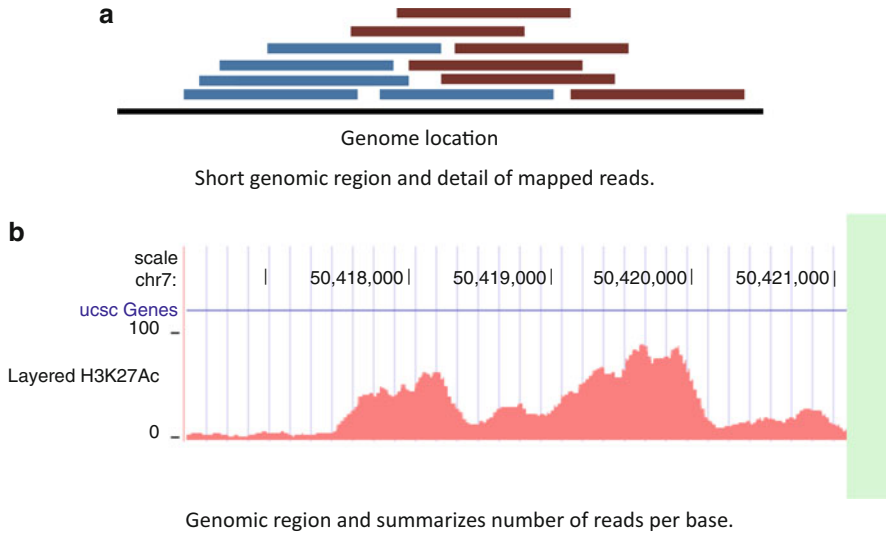 a
Genome location
Short genomic region and detail of mapped reads.
b
scale
chr7: 50,418,000 50,419,000 50,420,000 50,421,000
ucsc Genes
100
Layered H3K27Ac
0
Genomic region and summarizes number of reads per base.